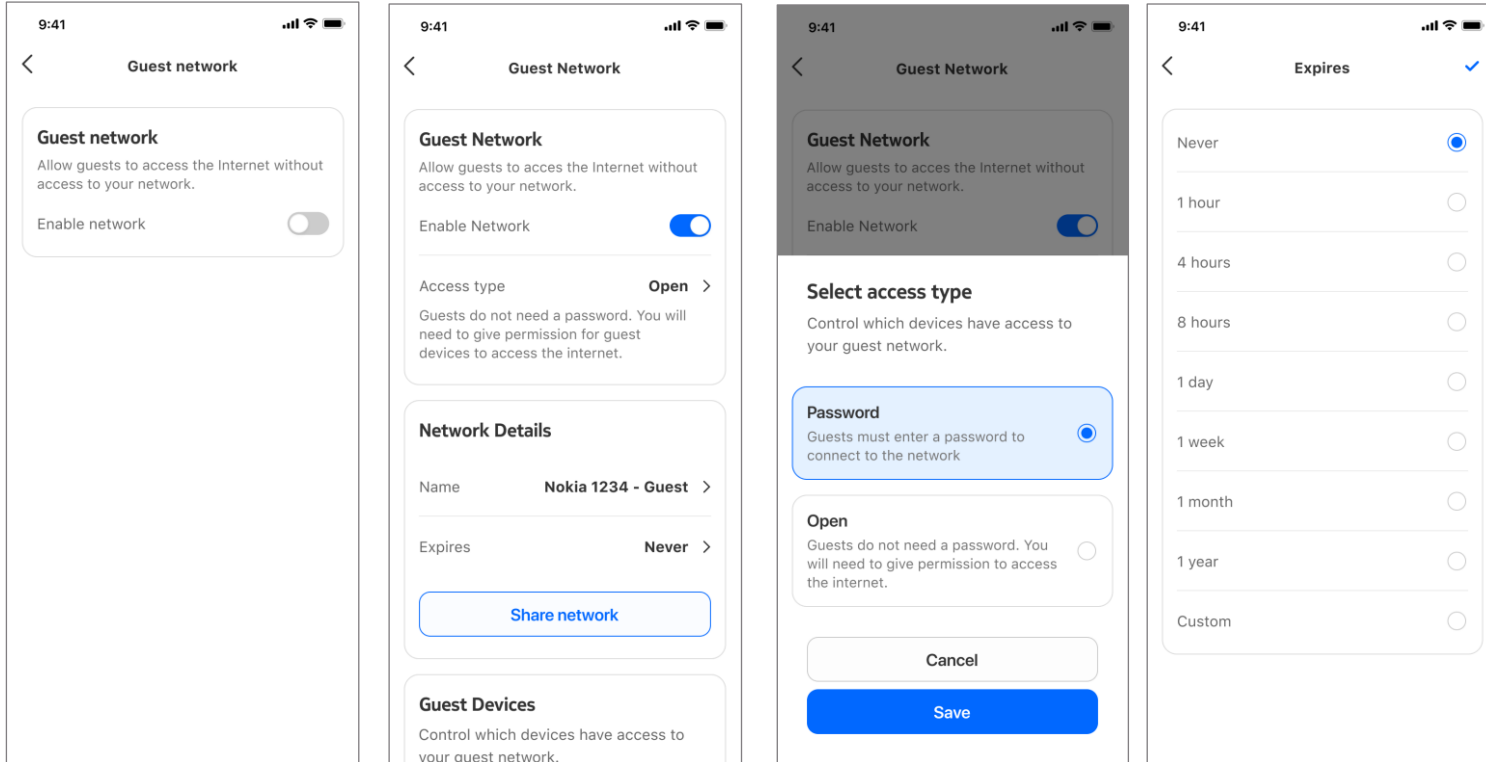 9:41
Guest network
Guest network
Allow guests to access the Internet without
access to your network.
Enable network
9:41
Guest Network
Guest Network
Allow guests to acces the Internet without
access to your network.
Enable Network
Access type Open
Guests do not need a password. You will
need to give permission for guest
devices to access the internet.
Network Details
Name Nokia 1234 - Guest
Expires Never
Share network
Guest Devices
Control which devices have access to
your guest network.
9:41
Guest Network
Guest Network
Allow guests to acces the Internet without
access to your network.
Enable Network
Select access type
Control which devices have access to
your guest network.
Password
Guests must enter a password to
connect to the network
Open
Guests do not need a password. You
will need to give permission to access
the internet.
Cancel
Save
9:41
Expires
Never
1 hour
4 hours
8 hours
1 day
1 week
1 month
1 year
Custom